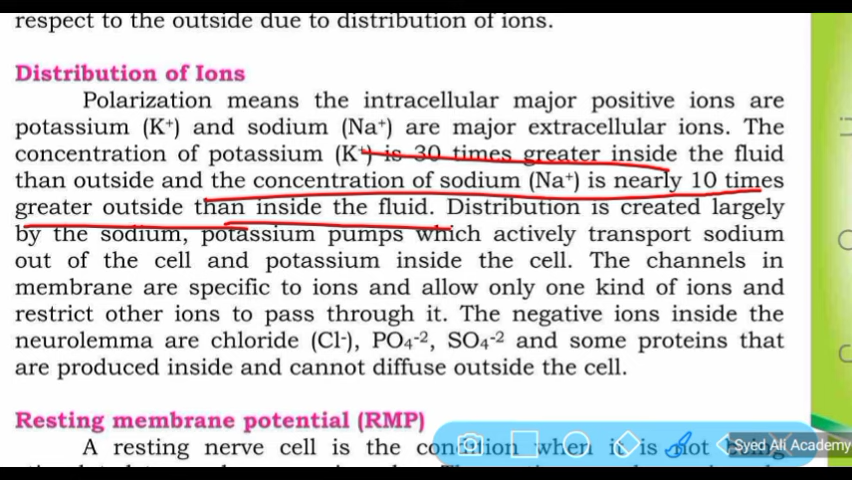 respect to the outside due to distribution of ions.
Distribution of Ions
Polarization means the intracellular major positive ions are
potassium (K⁺) and sodium (Na⁺) are major extracellular ions. The
concentration of potassium (K⁺) is 30 times greater inside the fluid
than outside and the concentration of sodium (Na⁺) is nearly 10 times
greater outside than inside the fluid. Distribution is created largely
by the sodium, potassium pumps which actively transport sodium
out of the cell and potassium inside the cell. The channels in
membrane are specific to ions and allow only one kind of ions and
restrict other ions to pass through it. The negative ions inside the
neurolemma are chloride (Cl⁻), PO₄⁻², SO₄⁻² and some proteins that
are produced inside and cannot diffuse outside the cell.
Resting membrane potential (RMP)
A resting nerve cell is the condition when it is not being
Syed Ali Academy